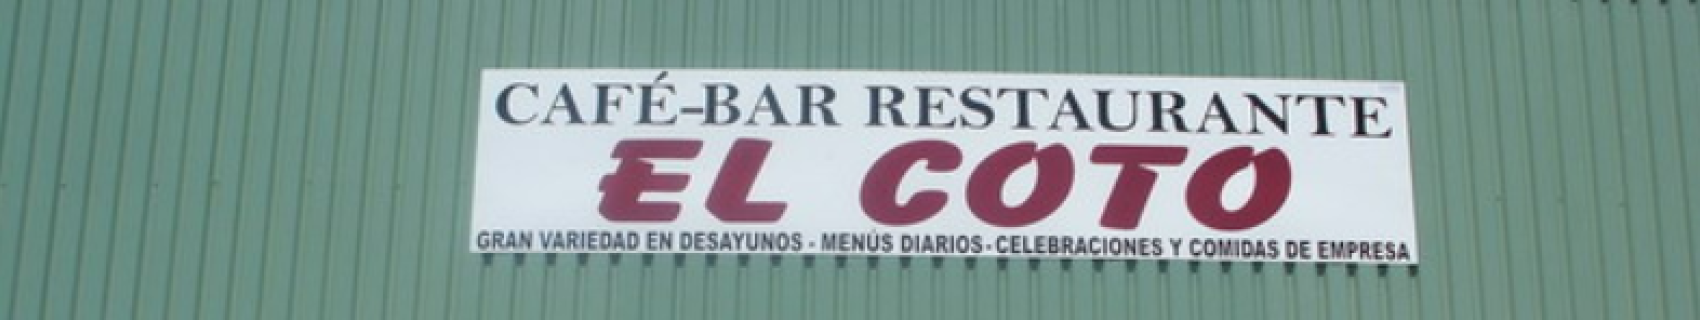 CAFÉ-BAR RESTAURANTE
EL COTO
GRAN VARIEDAD EN DESAYUNOS - MENÚS DIARIOS - CELEBRACIONES Y COMIDAS DE EMPRESA